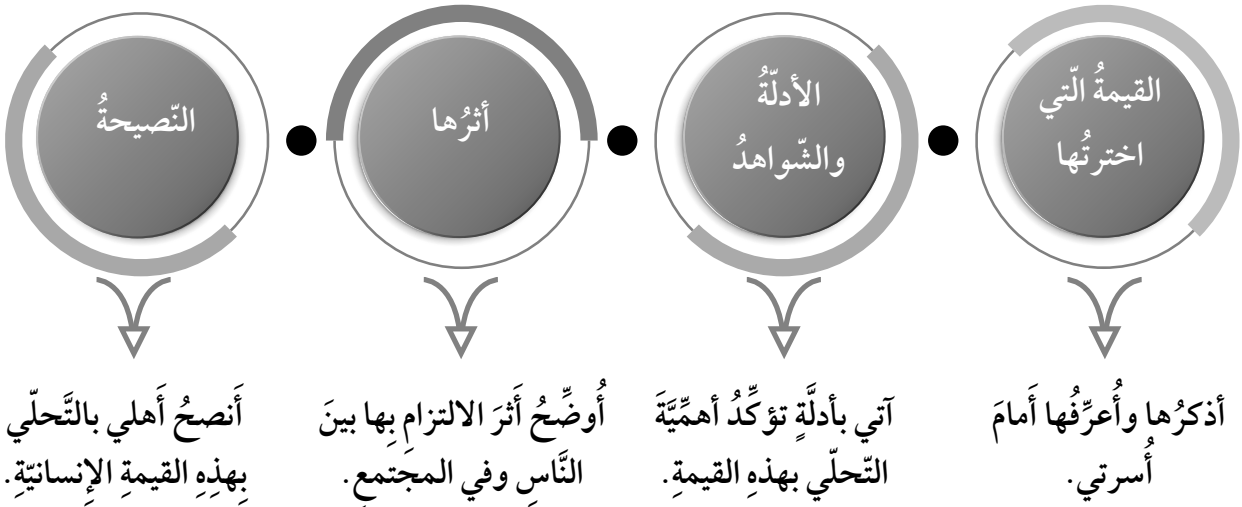 القيمةُ الّتي
اخترتُها
الأدلّةُ
والشّواهدُ
أثرُها
النّصيحةُ
أذكرُها وأُعرِّفُها أَمامَ
أُسرتي.
آتي بأدلَّةٍ تؤكِّدُ أهمِّيَّةَ
التّحلّي بهذهِ القيمةِ.
أُوضِّحُ أَثرَ الالتزامِ بِها بينَ
النَّاسِ وفي المجتمعِ.
أَنصحُ أَهلي بالتَّحلّي
بِهذِهِ القيمةِ الإِنسانيّةِ.